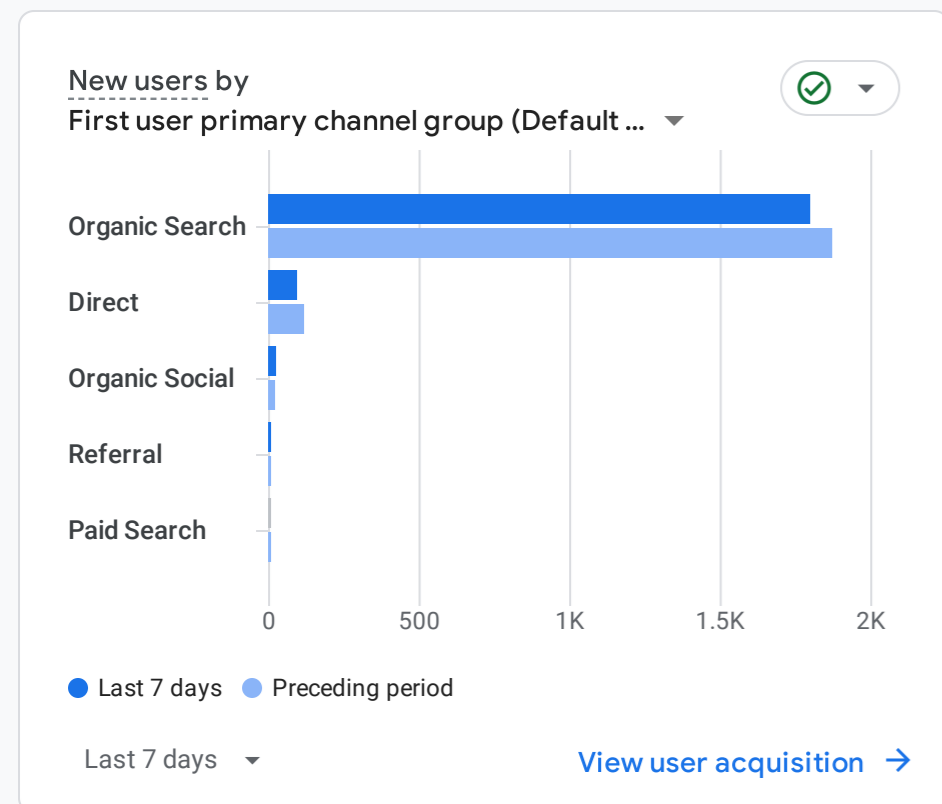 New users by
First user primary channel group (Default ...
Organic Search
Direct
Organic Social
Referral
Paid Search
0 500 1K 1.5K 2K
Last 7 days Preceding period
Last 7 days View user acquisition